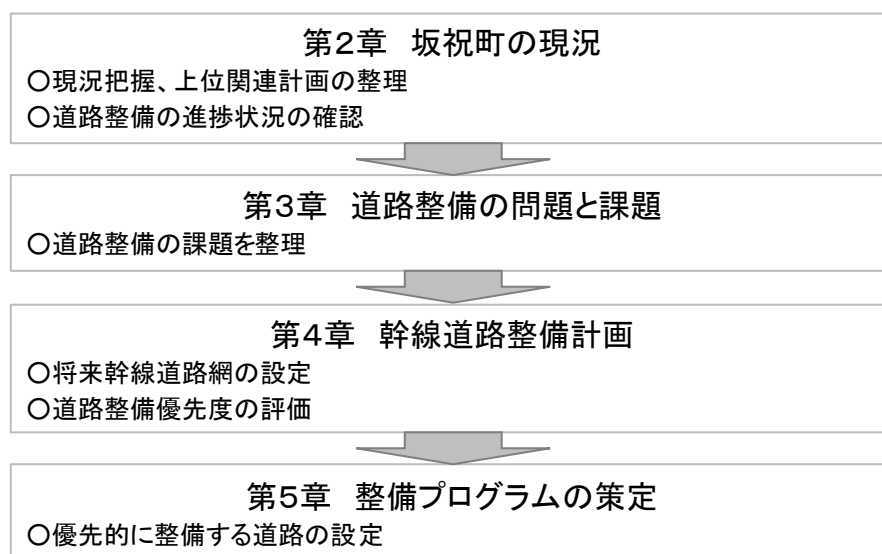 第２章　坂祝町の現況
○現況把握、上位関連計画の整理
○道路整備の進捗状況の確認
第３章　道路整備の問題と課題
○道路整備の課題を整理
第４章　幹線道路整備計画
○将来幹線道路網の設定
○道路整備優先度の評価
第５章　整備プログラムの策定
○優先的に整備する道路の設定